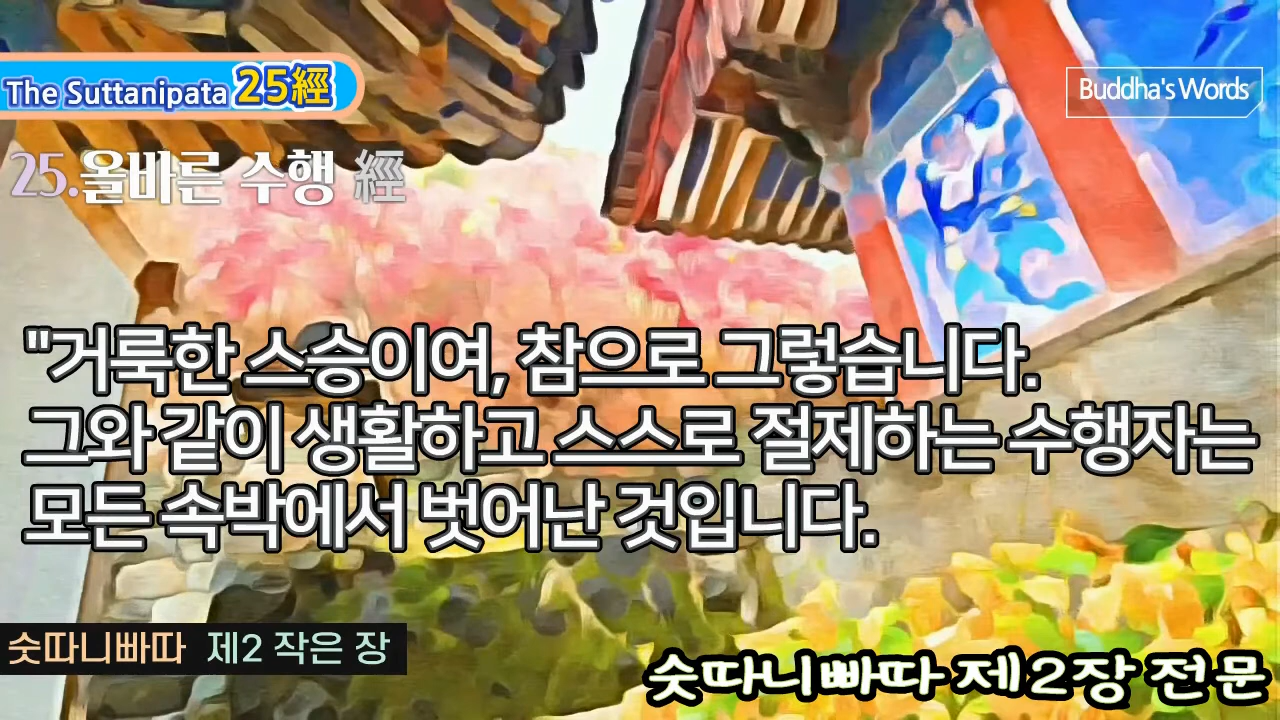 The Suttanipata 25經
Buddha's Words
25.올바른 수행 經
"거룩한 스승이여, 참으로 그렇습니다.
그와 같이 생활하고 스스로 절제하는 수행자는
모든 속박에서 벗어난 것입니다.
숫따니빠따 제2 작은 장
숫따니빠따 제2장 전문